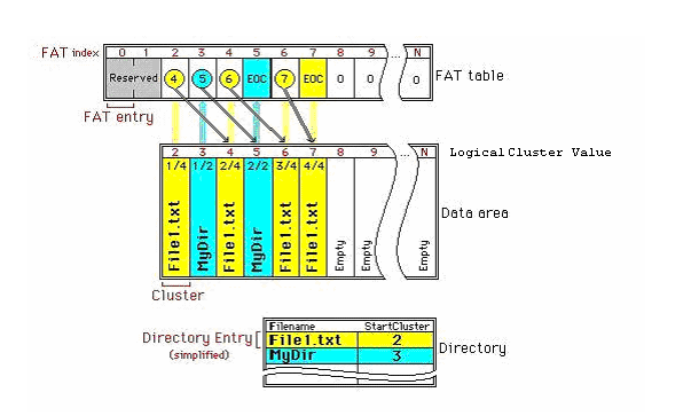 FAT index 0 1 2 3 4 5 6 7 8 9 ... N
Reserved 4 5 6 EOC 7 EOC 0 0 0 FAT table
FAT entry
2 3 4 5 6 7 8 9 ... N Logical Cluster Value
1/4 1/2 2/4 2/2 3/4 4/4
File1.txt MyDir File1.txt MyDir File1.txt File1.txt Empty Empty Empty Data area
Cluster
Filename StartCluster
Directory Entry File1.txt 2
(simplified) MyDir 3 Directory